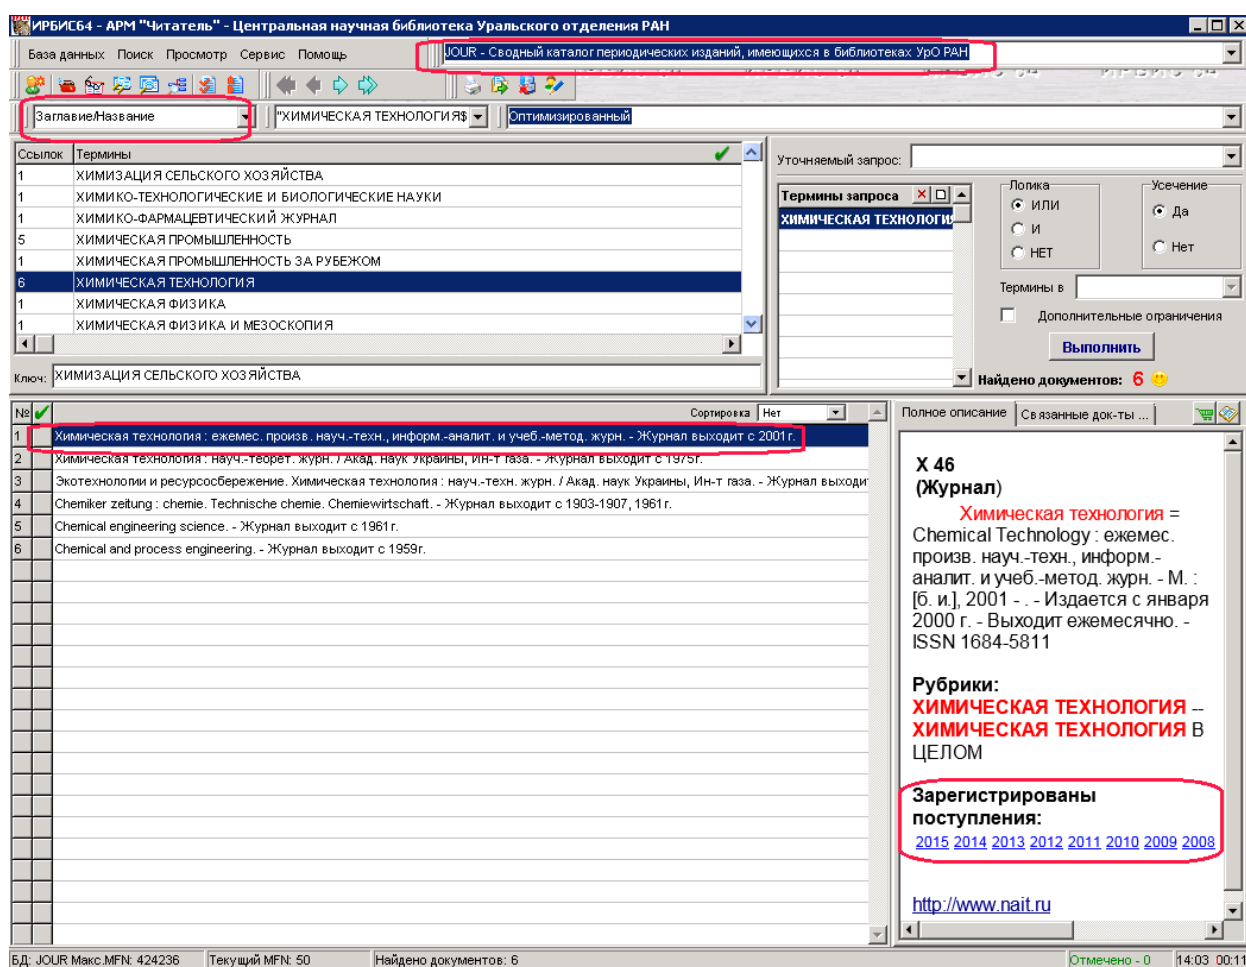 ИРБИС64 - АРМ "Читатель" - Центральная научная библиотека Уральского отделения РАН
База данных Поиск Просмотр Сервис Помощь
JOUR - Сводный каталог периодических изданий, имеющихся в библиотеках УрО РАН
Заглавие/Название
"ХИМИЧЕСКАЯ ТЕХНОЛОГИЯ$
Оптимизированный
Ссылок Термины
1 ХИМИЗАЦИЯ СЕЛЬСКОГО ХОЗЯЙСТВА
1 ХИМИКО-ТЕХНОЛОГИЧЕСКИЕ И БИОЛОГИЧЕСКИЕ НАУКИ
1 ХИМИКО-ФАРМАЦЕВТИЧЕСКИЙ ЖУРНАЛ
5 ХИМИЧЕСКАЯ ПРОМЫШЛЕННОСТЬ
1 ХИМИЧЕСКАЯ ПРОМЫШЛЕННОСТЬ ЗА РУБЕЖОМ
6 ХИМИЧЕСКАЯ ТЕХНОЛОГИЯ
1 ХИМИЧЕСКАЯ ФИЗИКА
1 ХИМИЧЕСКАЯ ФИЗИКА И МЕЗОСКОПИЯ
Ключ: ХИМИЗАЦИЯ СЕЛЬСКОГО ХОЗЯЙСТВА
Уточняемый запрос:
Термины запроса
ХИМИЧЕСКАЯ ТЕХНОЛОГИЯ
Логика
ИЛИ
И
НЕТ
Усечение
Да
Нет
Термины в
Дополнительные ограничения
Выполнить
Найдено документов: 6
№ Сортировка Нет
1 Химическая технология : ежемес. произв. науч.-техн., информ.-аналит. и учеб.-метод. журн. - Журнал выходит с 2001г.
2 Химическая технология : науч.-теорет. журн. / Акад. наук Украины, Ин-т газа. - Журнал выходит с 1975г.
3 Экотехнологии и ресурсосбережение. Химическая технология : науч.-техн. журн. / Акад. наук Украины, Ин-т газа. - Журнал выходи
4 Chemiker zeitung : chemie. Technische chemie. Chemiewirtschaft. - Журнал выходит с 1903-1907, 1961г.
5 Chemical engineering science. - Журнал выходит с 1961г.
6 Chemical and process engineering. - Журнал выходит с 1959г.
Полное описание Связанные док-ты ...
Х 46
(Журнал)
Химическая технология =
Chemical Technology : ежемес.
произв. науч.-техн., информ.-
аналит. и учеб.-метод. журн. - М. :
[б. и.], 2001 - . - Издается с января
2000 г. - Выходит ежемесячно. -
ISSN 1684-5811
Рубрики:
ХИМИЧЕСКАЯ ТЕХНОЛОГИЯ --
ХИМИЧЕСКАЯ ТЕХНОЛОГИЯ В
ЦЕЛОМ
Зарегистрированы
поступления:
2015 2014 2013 2012 2011 2010 2009 2008
http://www.nait.ru
БД: JOUR Макс.MFN: 424236 Текущий MFN: 50 Найдено документов: 6 Отмечено - 0 14:03 00:11